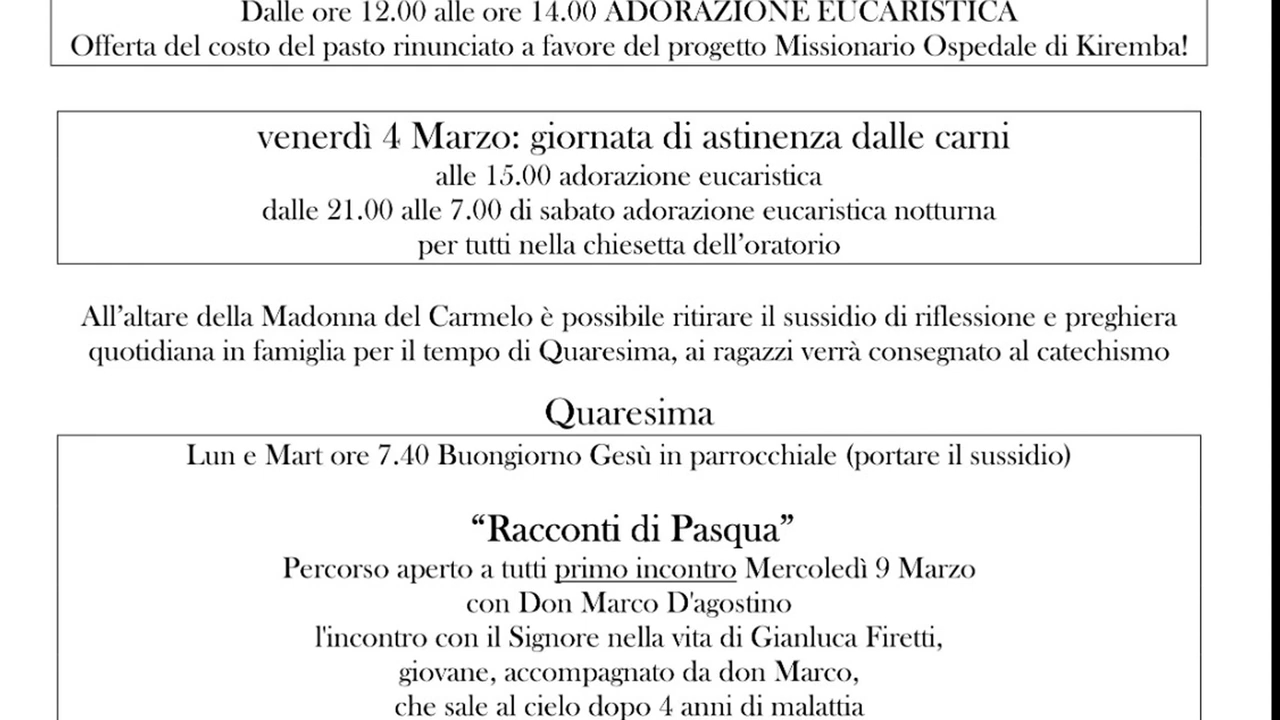 Dalle ore 12.00 alle ore 14.00 ADORAZIONE EUCARISTICA
Offerta del costo del pasto rinunciato a favore del progetto Missionario Ospedale di Kiremba!
venerdì 4 Marzo: giornata di astinenza dalle carni
alle 15.00 adorazione eucaristica
dalle 21.00 alle 7.00 di sabato adorazione eucaristica notturna
per tutti nella chiesetta dell’oratorio
All’altare della Madonna del Carmelo è possibile ritirare il sussidio di riflessione e preghiera
quotidiana in famiglia per il tempo di Quaresima, ai ragazzi verrà consegnato al catechismo
Quaresima
Lun e Mart ore 7.40 Buongiorno Gesù in parrocchiale (portare il sussidio)
“Racconti di Pasqua”
Percorso aperto a tutti primo incontro Mercoledì 9 Marzo
con Don Marco D'agostino
l'incontro con il Signore nella vita di Gianluca Firetti,
giovane, accompagnato da don Marco,
che sale al cielo dopo 4 anni di malattia